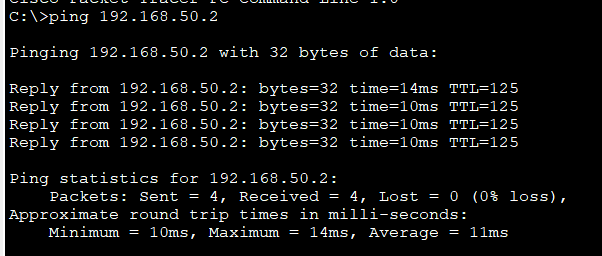 Cisco Packet Tracer PC Command Line 1.0
C:\>ping 192.168.50.2
Pinging 192.168.50.2 with 32 bytes of data:
Reply from 192.168.50.2: bytes=32 time=14ms TTL=125
Reply from 192.168.50.2: bytes=32 time=10ms TTL=125
Reply from 192.168.50.2: bytes=32 time=10ms TTL=125
Reply from 192.168.50.2: bytes=32 time=10ms TTL=125
Ping statistics for 192.168.50.2:
Packets: Sent = 4, Received = 4, Lost = 0 (0% loss),
Approximate round trip times in milli-seconds:
Minimum = 10ms, Maximum = 14ms, Average = 11ms